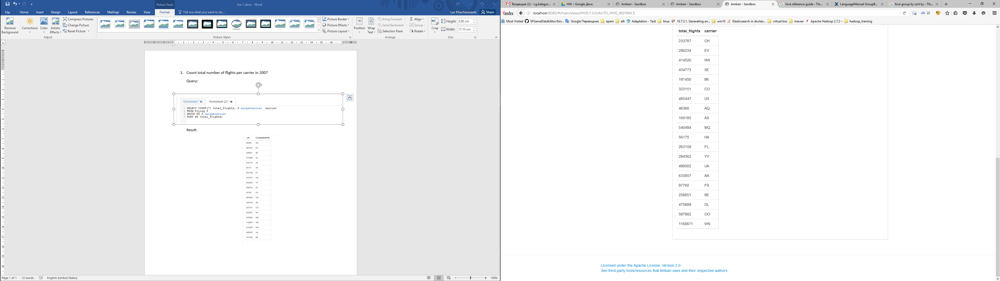 hw-1.docx - Word
Picture Tools
File Home Insert Design Layout References Mailings Review View Format Tell me what you want to do... Lev Khacheresiantc Share
Remove Background
Corrections
Color
Artistic Effects
Compress Pictures
Change Picture
Reset Picture
Adjust
Picture Styles
Picture Border
Picture Effects
Picture Layout
Position
Wrap Text
Bring Forward
Send Backward
Selection Pane
Align
Group
Rotate
Arrange
Crop
Height: 3.08 cm
Width: 17.15 cm
Size
1. Count total number of flights per carrier in 2007
Query:
Worksheet * ✖ Worksheet (2) * ✖
1 SELECT COUNT(*) total_flights, f.uniquecarrier carrier
2 FROM flying f
3 GROUP BY f.uniquecarrier
4 SORT BY total_flights;
Result:
_c0 f.uniquecarrier
46360 AQ
485447 US
258851 9E
475889 DL
434773 XE
56175 HA
263159 FL
233787 OH
294362 YV
286234 EV
97760 F9
597882 OO
160185 AS
323151 CO
633857 AA
540494 MQ
1168871 WN
414526 NW
490002 UA
191450 B6
Page 1 of 1 12 words English (United States) 100%
Входящие (2) - l.g.balagur...
HW – Google Диск
Ambari - Sandbox
Ambari - Sandbox
Ambari - Sandbox
hive reference guide - По...
LanguageManual GroupB...
hive group by sort by - По...
Yandex
localhost:8080/#/main/views/HIVE/1.0.0/AUTO_HIVE_INSTANCE
22
Most Visited SFGameDataEditor/bin... Google Переводчик epam elk Adaptation - Task linux 18.7.3.1. Generating an... win10 Elasticsearch in docker... virtual box maven Apache Hadoop 2.7.2 – hadoop_training
total_flights carrier
233787 OH
286234 EV
414526 NW
434773 XE
191450 B6
323151 CO
485447 US
46360 AQ
160185 AS
540494 MQ
56175 HA
263159 FL
294362 YV
490002 UA
633857 AA
97760 F9
258851 9E
475889 DL
597882 OO
1168871 WN
Licensed under the Apache License, Version 2.0.
See third-party tools/resources that Ambari uses and their respective authors